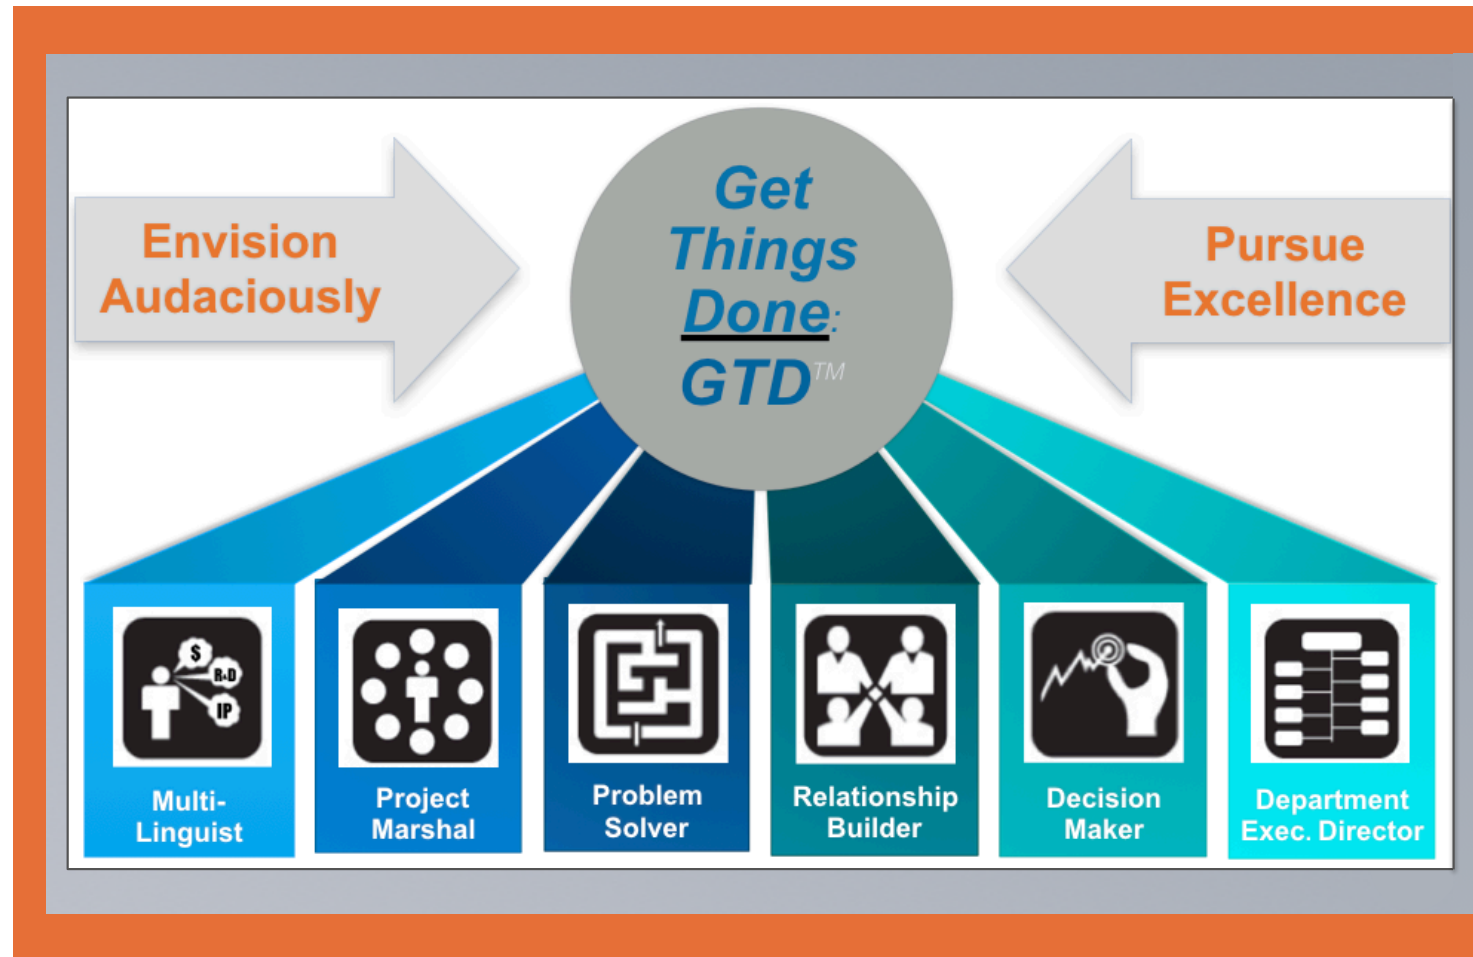 Get
Things
Done:
GTD™
Envision
Audaciously
Pursue
Excellence
$
R&D
IP
Multi-
Linguist
Project
Marshal
Problem
Solver
Relationship
Builder
Decision
Maker
Department
Exec. Director